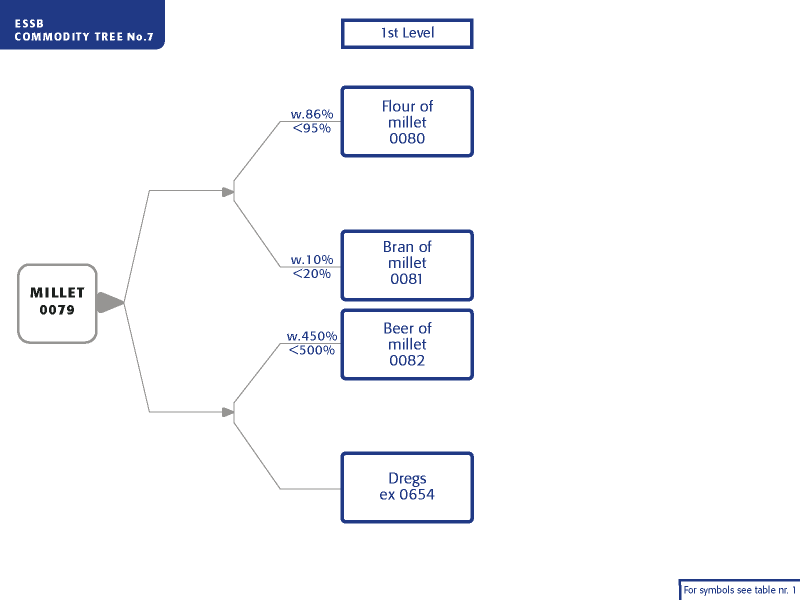 ESSB
COMMODITY TREE No.7
1st Level
w.86%
<95%
Flour of
millet
0080
w.10%
<20%
Bran of
millet
0081
MILLET
0079
w.450%
<500%
Beer of
millet
0082
Dregs
ex 0654
For symbols see table nr. 1